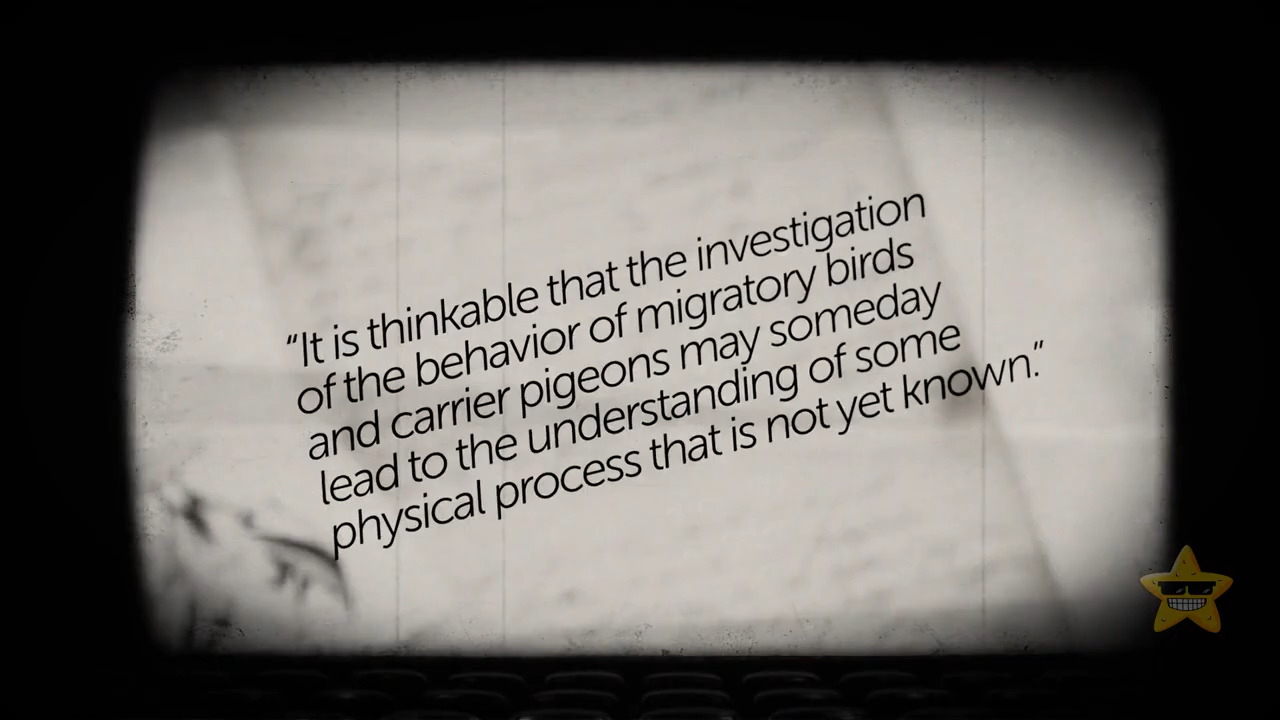 “It is thinkable that the investigation
of the behavior of migratory birds
and carrier pigeons may someday
lead to the understanding of some
physical process that is not yet known.”